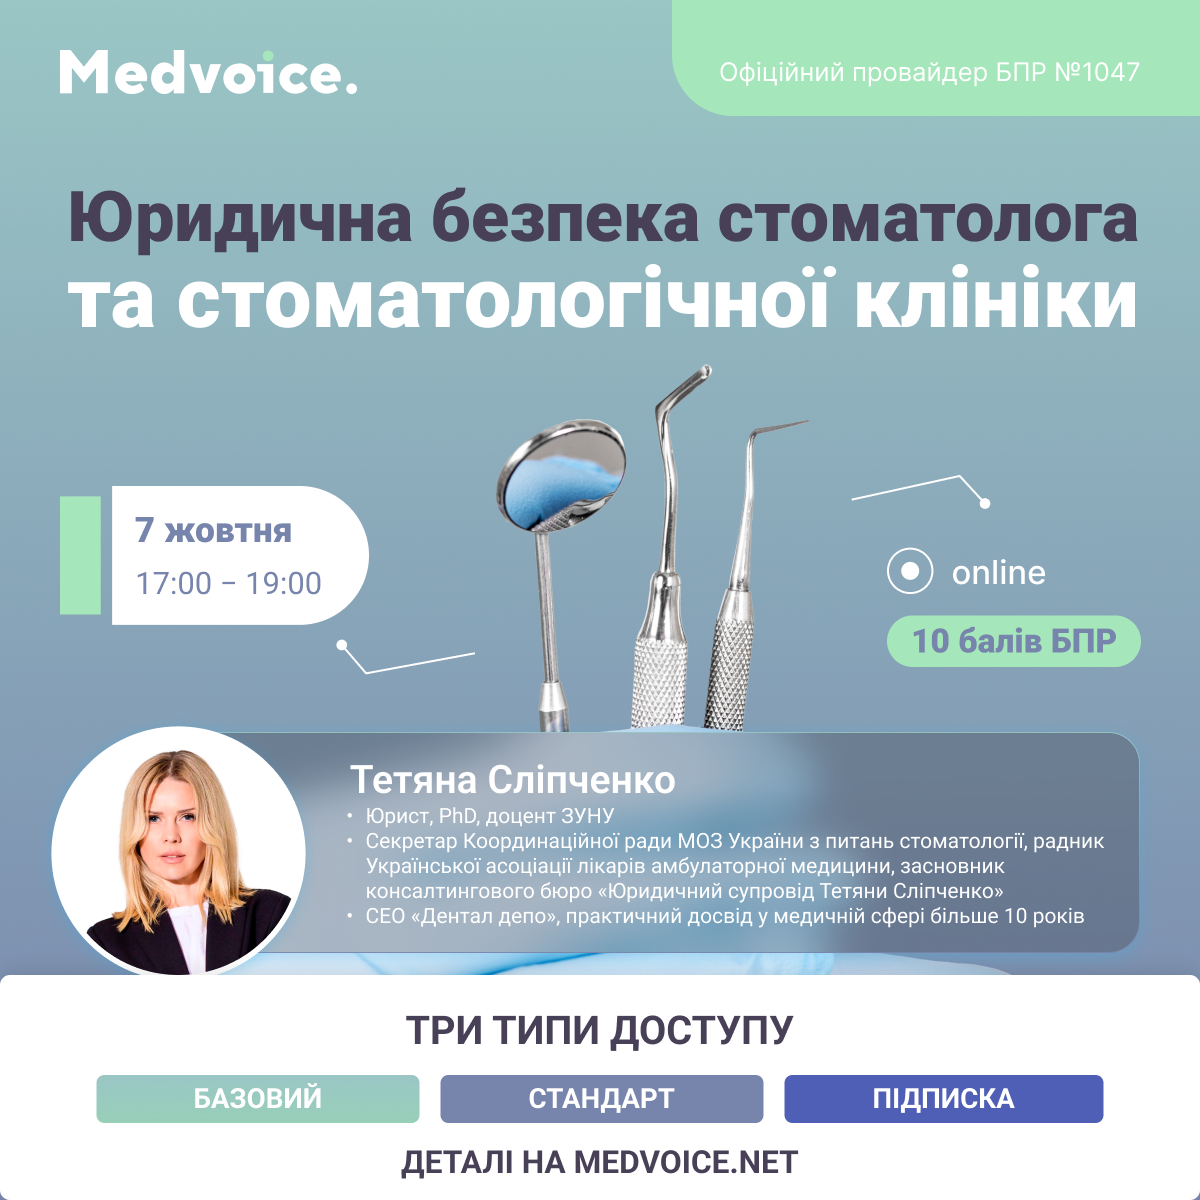 Medvoice.
Офіційний провайдер БПР №1047
Юридична безпека стоматолога
та стоматологічної клініки
7 жовтня
17:00 – 19:00
online
10 балів БПР
Тетяна Сліпченко
• Юрист, PhD, доцент ЗУНУ
• Секретар Координаційної ради МОЗ України з питань стоматології, радник
Української асоціації лікарів амбулаторної медицини, засновник
консалтингового бюро «Юридичний супровід Тетяни Сліпченко»
• CEO «Дентал депо», практичний досвід у медичній сфері більше 10 років
ТРИ ТИПИ ДОСТУПУ
БАЗОВИЙ
СТАНДАРТ
ПІДПИСКА
ДЕТАЛІ НА MEDVOICE.NET